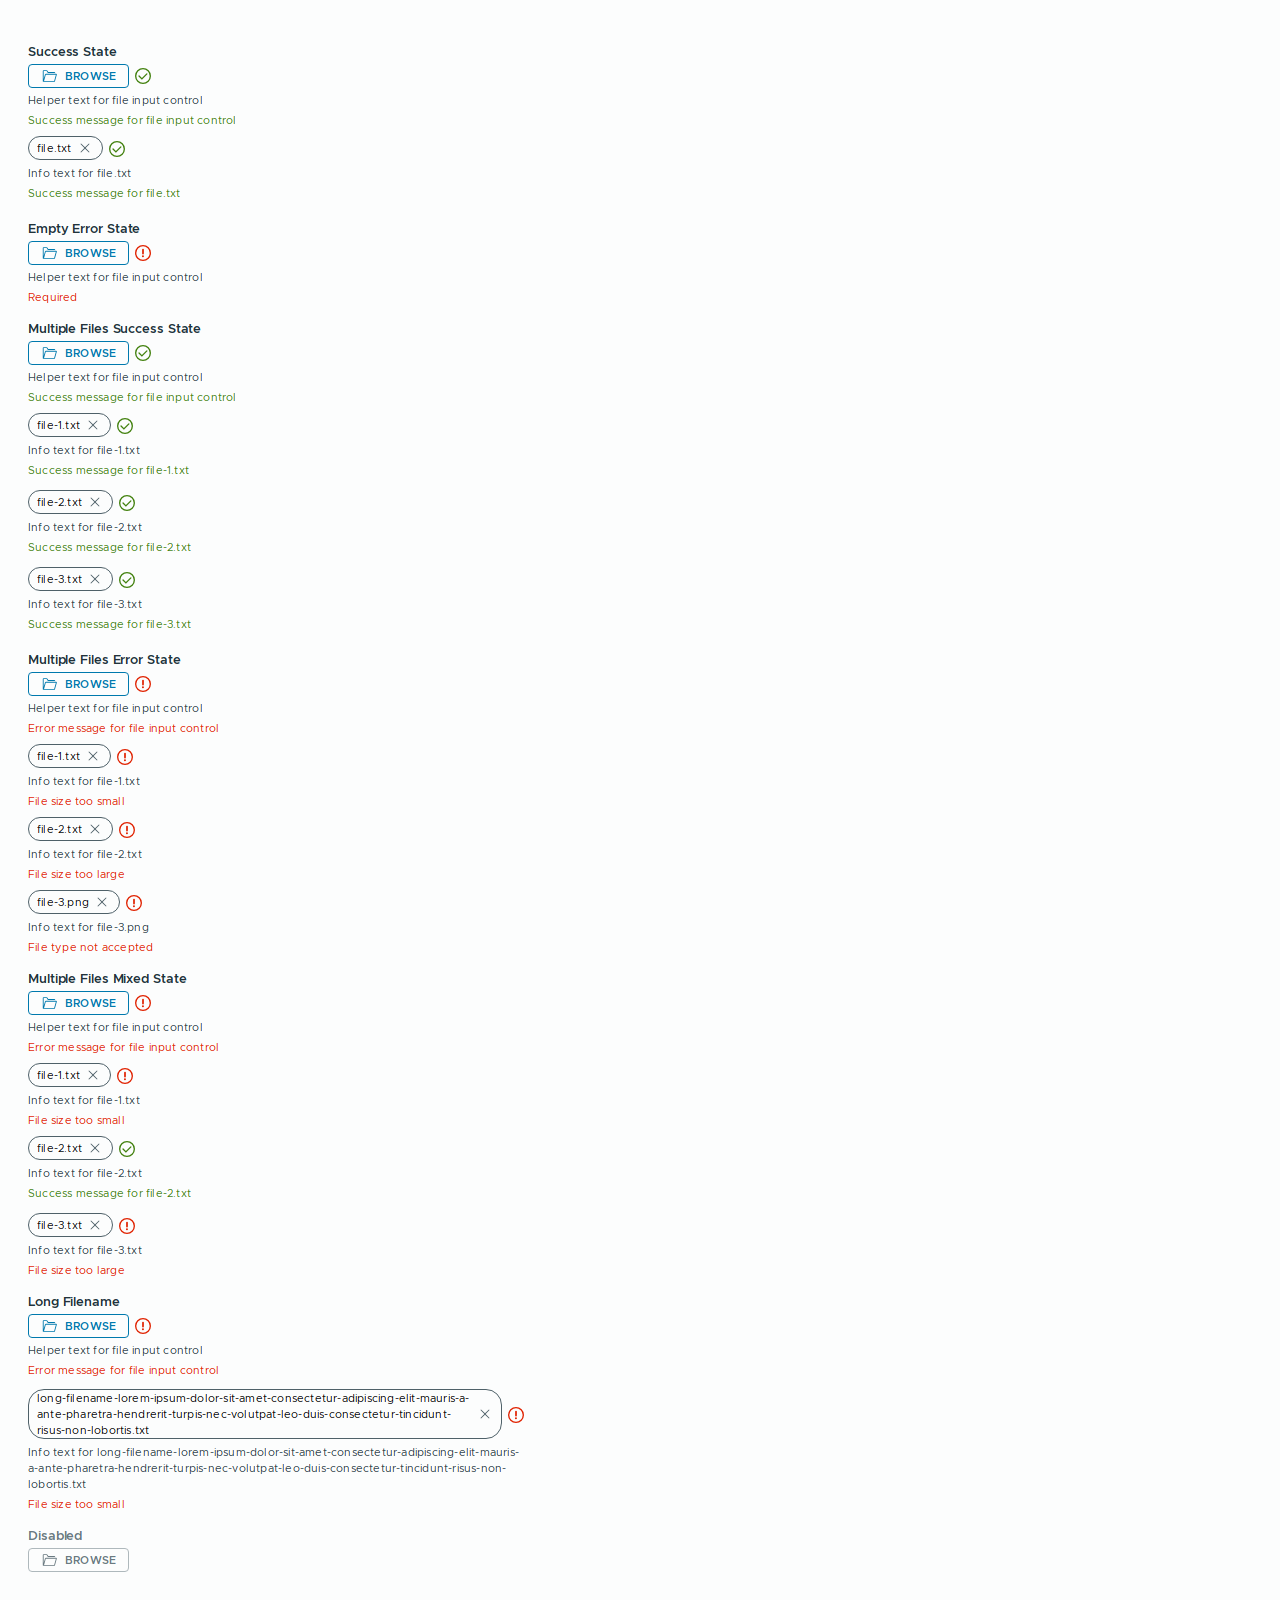 Success State
BROWSE
Helper text for file input control
Success message for file input control
file.txt
Info text for file.txt
Success message for file.txt
Empty Error State
BROWSE
Helper text for file input control
Required
Multiple Files Success State
BROWSE
Helper text for file input control
Success message for file input control
file-1.txt
Info text for file-1.txt
Success message for file-1.txt
file-2.txt
Info text for file-2.txt
Success message for file-2.txt
file-3.txt
Info text for file-3.txt
Success message for file-3.txt
Multiple Files Error State
BROWSE
Helper text for file input control
Error message for file input control
file-1.txt
Info text for file-1.txt
File size too small
file-2.txt
Info text for file-2.txt
File size too large
file-3.png
Info text for file-3.png
File type not accepted
Multiple Files Mixed State
BROWSE
Helper text for file input control
Error message for file input control
file-1.txt
Info text for file-1.txt
File size too small
file-2.txt
Info text for file-2.txt
Success message for file-2.txt
file-3.txt
Info text for file-3.txt
File size too large
Long Filename
BROWSE
Helper text for file input control
Error message for file input control
long-filename-lorem-ipsum-dolor-sit-amet-consectetur-adipiscing-elit-mauris-a-
ante-pharetra-hendrerit-turpis-nec-volutpat-leo-duis-consectetur-tincidunt-
risus-non-lobortis.txt
Info text for long-filename-lorem-ipsum-dolor-sit-amet-consectetur-adipiscing-elit-mauris-
a-ante-pharetra-hendrerit-turpis-nec-volutpat-leo-duis-consectetur-tincidunt-risus-non-
lobortis.txt
File size too small
Disabled
BROWSE